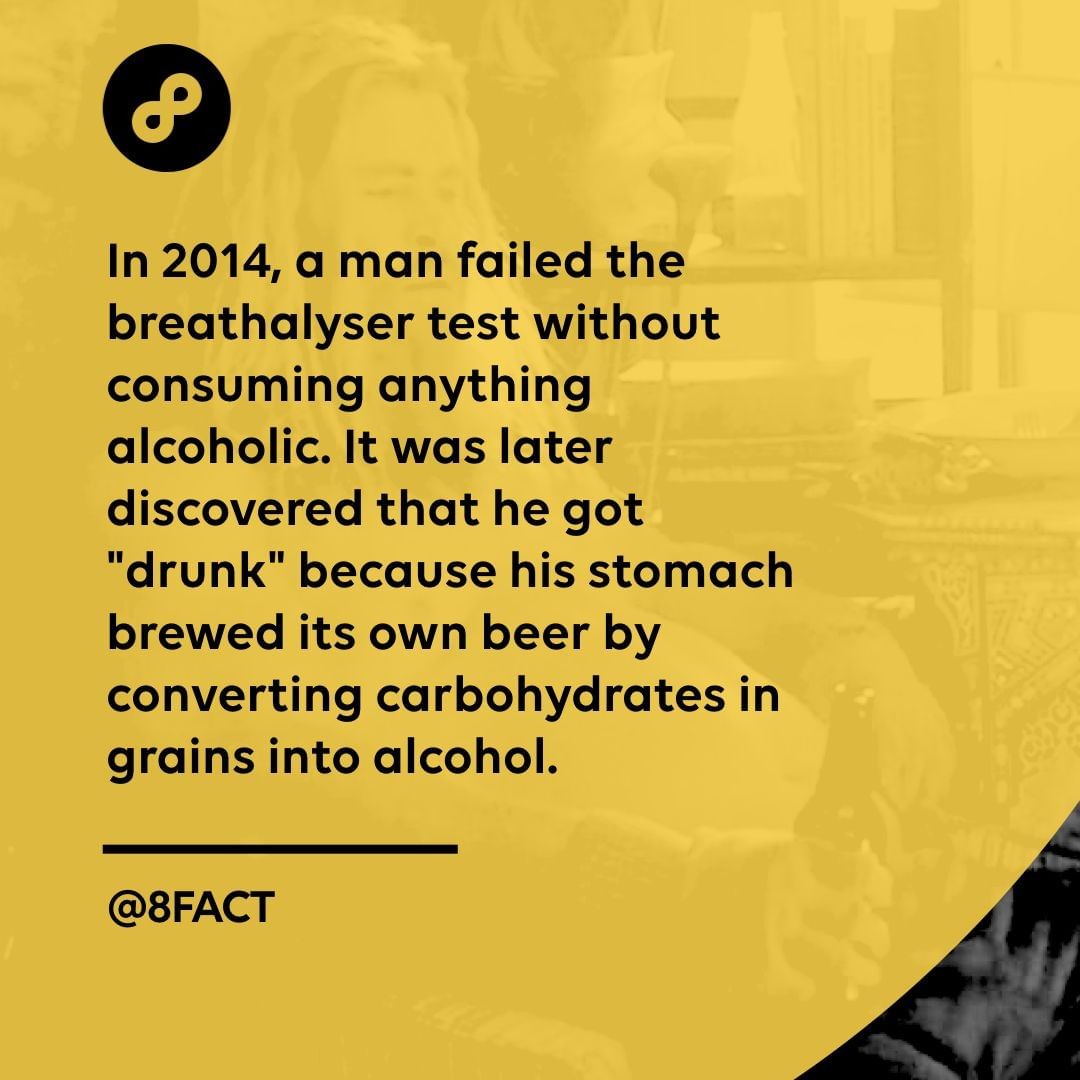 In 2014, a man failed the
breathalyser test without
consuming anything
alcoholic. It was later
discovered that he got
"drunk" because his stomach
brewed its own beer by
converting carbohydrates in
grains into alcohol.
@8FACT